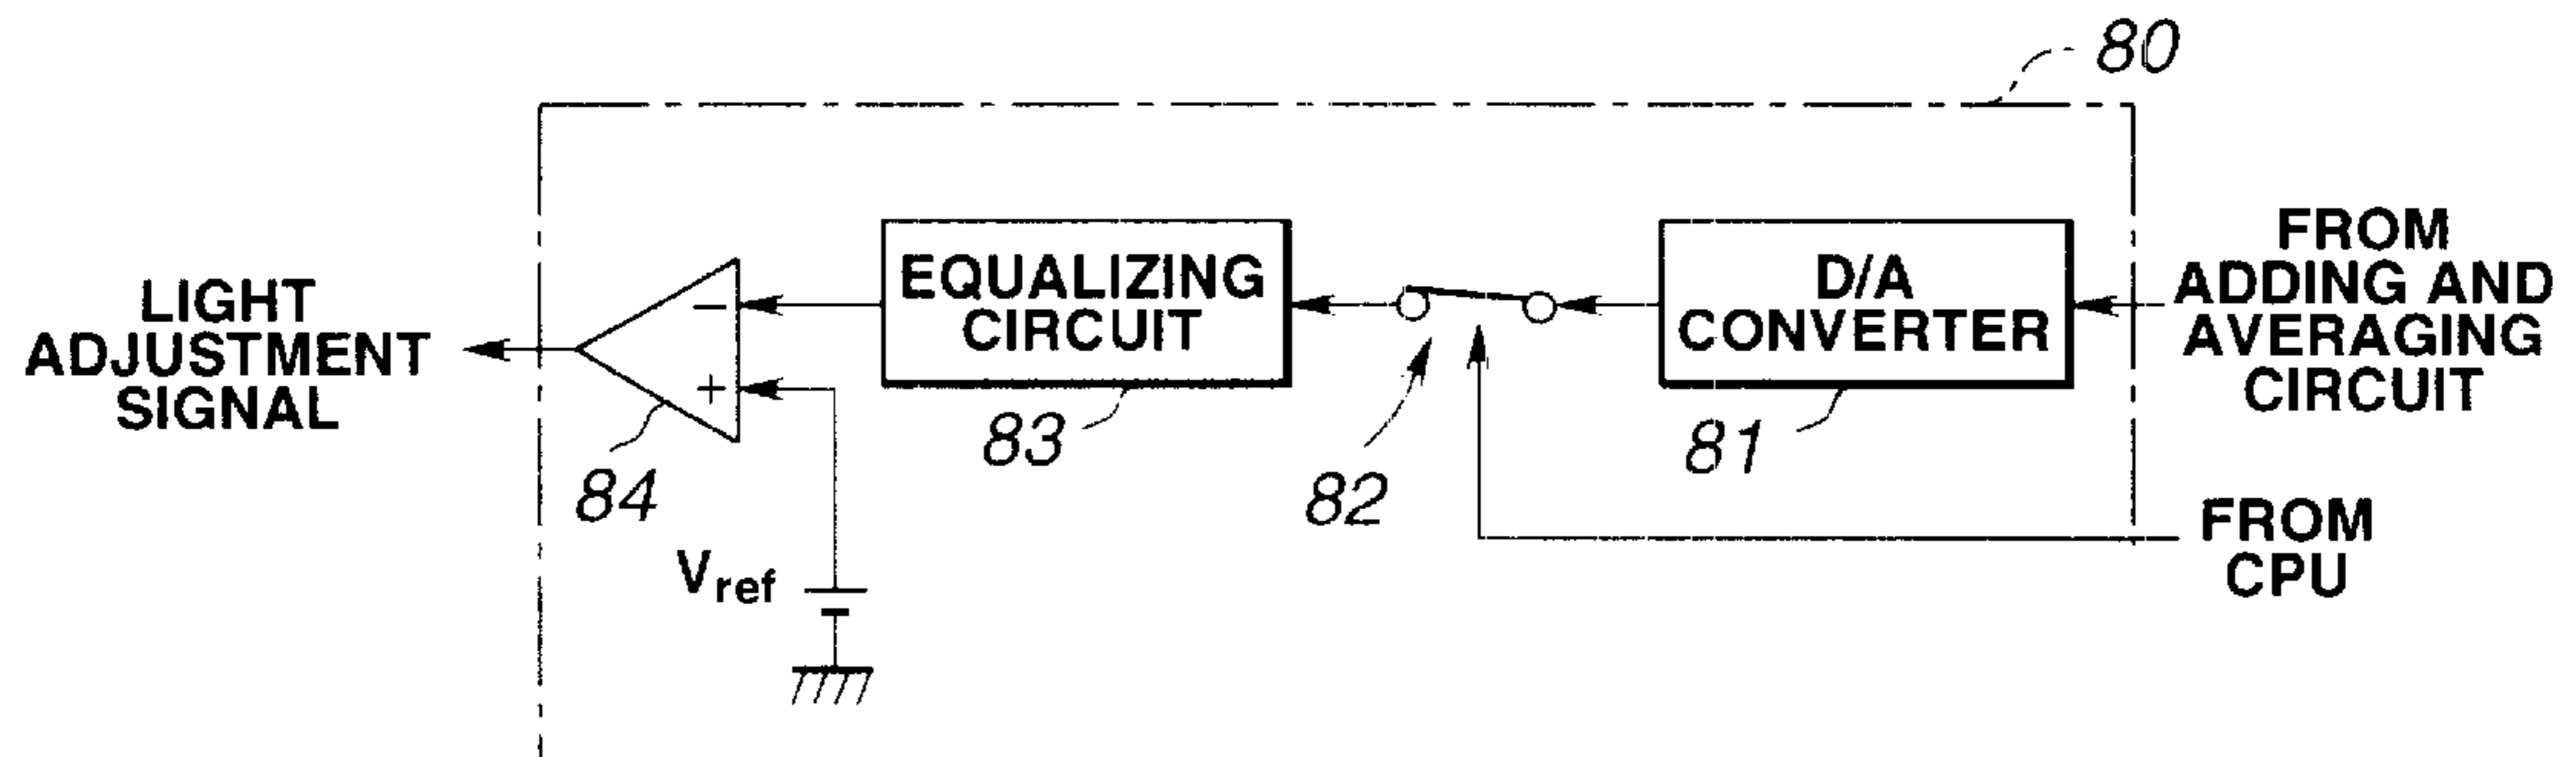 80
LIGHT
ADJUSTMENT
SIGNAL
−
+
84
Vref
EQUALIZING
CIRCUIT
83
82
D/A
CONVERTER
81
FROM
ADDING AND
AVERAGING
CIRCUIT
FROM
CPU